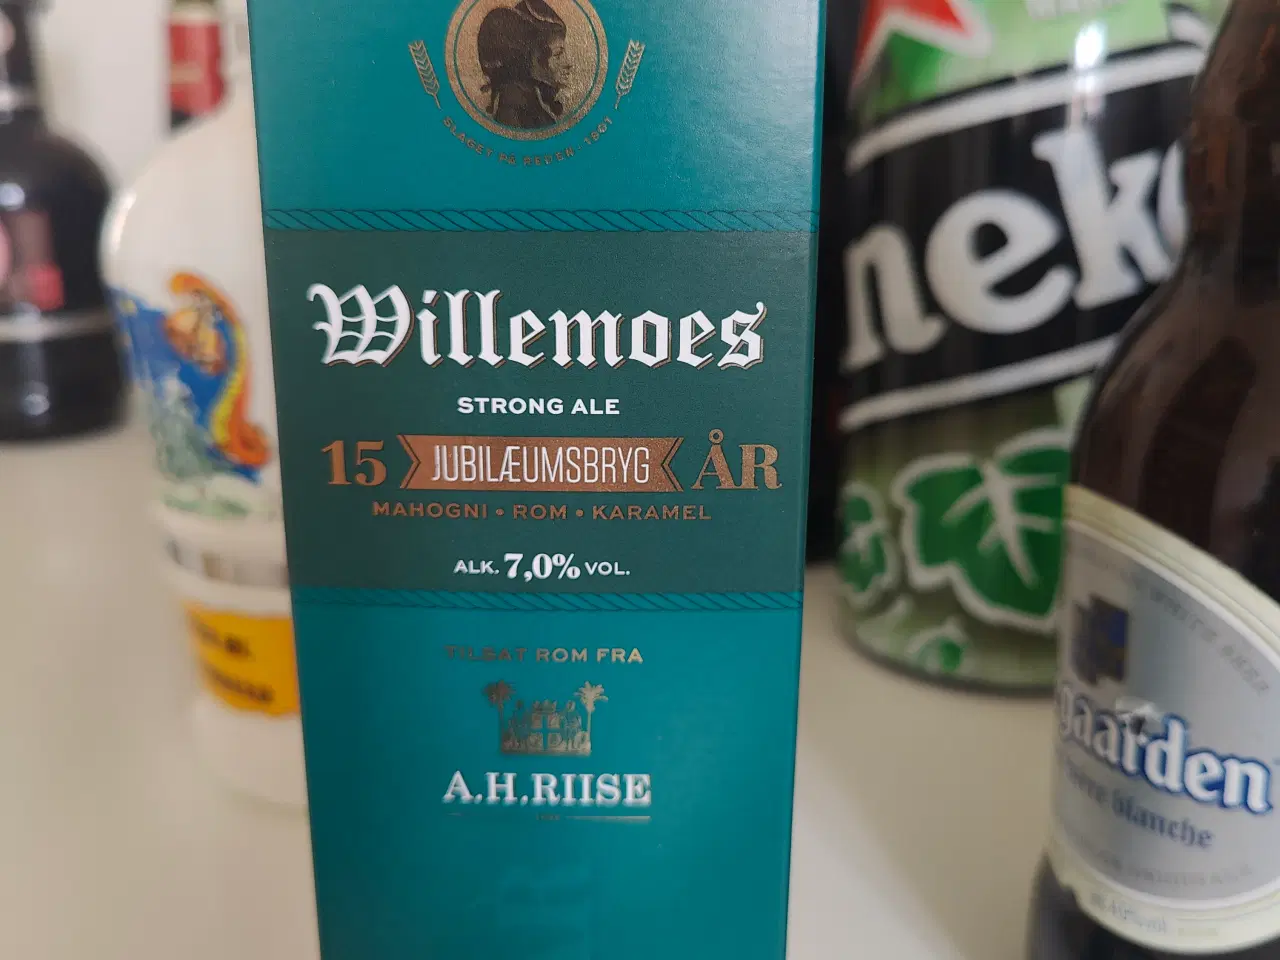 SLAGET PÅ REDEN · 1801
Willemoes
STRONG ALE
15 JUBILÆUMSBRYG ÅR
MAHOGNI • ROM • KARAMEL
ALK. 7,0% VOL.
TILSAT ROM FRA
A.H.RIISE
neke
gaarden
blanche